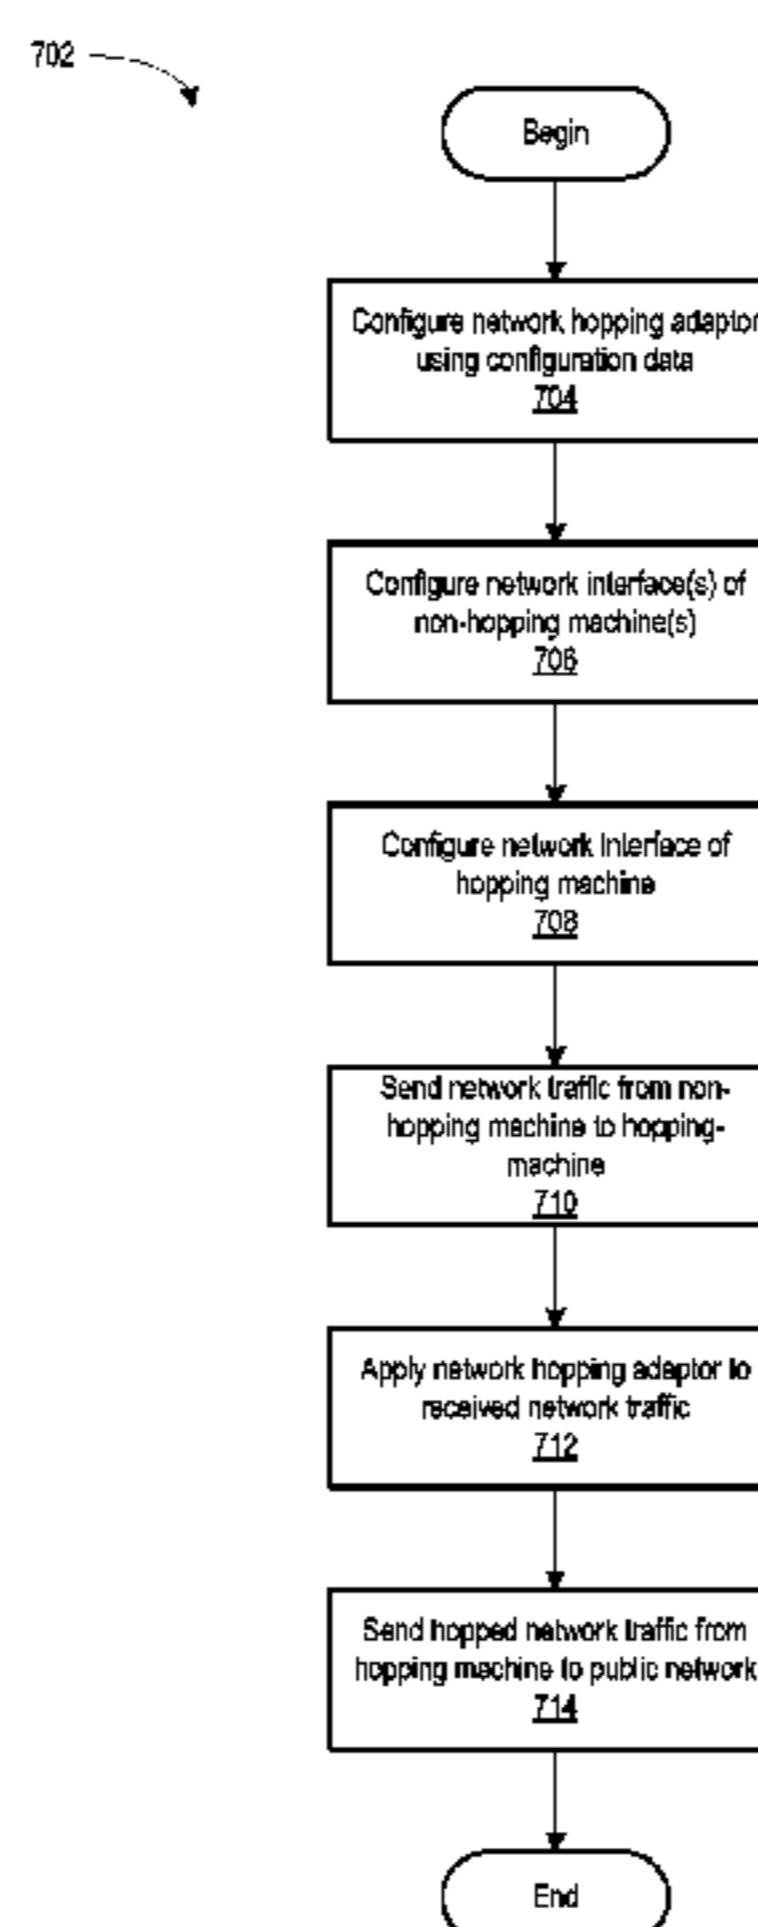 702
Begin
Configure network hopping adaptor
using configuration data
704
Configure network interface(s) of
non-hopping machine(s)
706
Configure network interface of
hopping machine
708
Send network traffic from non-
hopping machine to hopping-
machine
710
Apply network hopping adaptor to
received network traffic
712
Send hopped network traffic from
hopping machine to public network
714
End